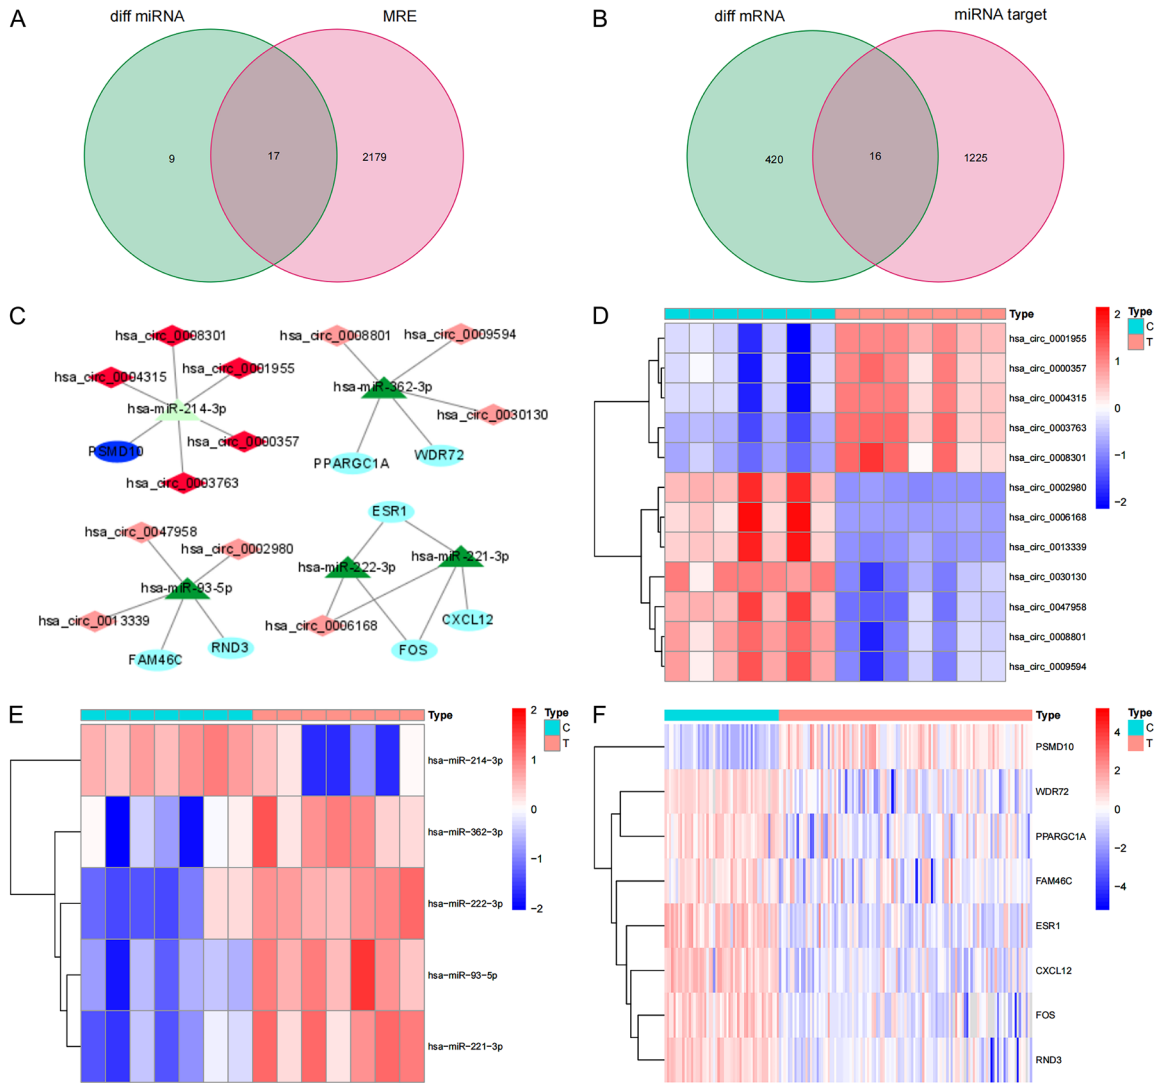 A
diff miRNA
MRE
9
17
2179
B
diff mRNA
miRNA target
420
16
1225
C
hsa_circ_0008301
hsa_circ_0004315
hsa_circ_0001955
hsa-miR-214-3p
PSMD10
hsa_circ_0000357
hsa_circ_0003763
hsa_circ_0008801
hsa_circ_0009594
hsa-miR-362-3p
hsa_circ_0030130
PPARGC1A
WDR72
hsa_circ_0047958
hsa_circ_0002980
hsa-miR-93-5p
hsa_circ_0013339
FAM46C
RND3
ESR1
hsa-miR-222-3p
hsa-miR-221-3p
hsa_circ_0006168
CXCL12
FOS
D
Type
hsa_circ_0001955
hsa_circ_0000357
hsa_circ_0004315
hsa_circ_0003763
hsa_circ_0008301
hsa_circ_0002980
hsa_circ_0006168
hsa_circ_0013339
hsa_circ_0030130
hsa_circ_0047958
hsa_circ_0008801
hsa_circ_0009594
2
1
0
−1
−2
Type
C
T
E
Type
hsa−miR−214−3p
hsa−miR−362−3p
hsa−miR−222−3p
hsa−miR−93−5p
hsa−miR−221−3p
2
1
0
−1
−2
Type
C
T
F
Type
PSMD10
WDR72
PPARGC1A
FAM46C
ESR1
CXCL12
FOS
RND3
4
2
0
−2
−4
Type
C
T